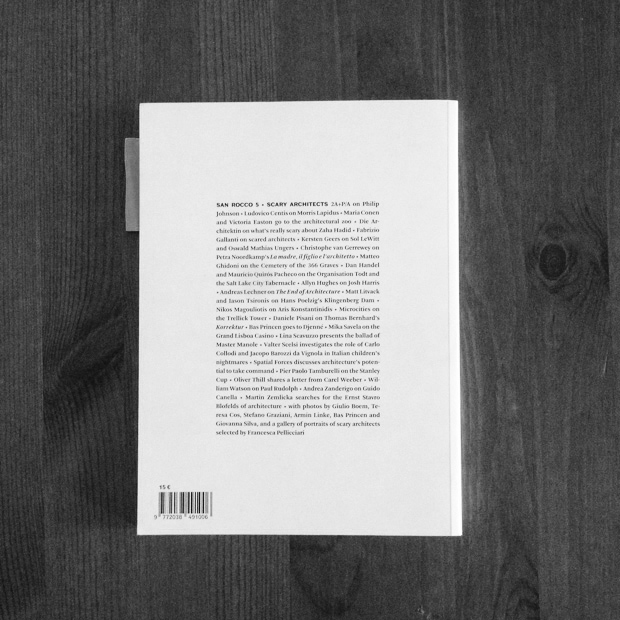 SAN ROCCO 5 • SCARY ARCHITECTS 2A+P/A on Philip
Johnson • Ludovico Centis on Morris Lapidus • Maria Conen
and Victoria Easton go to the architectural zoo • Die Ar-
chitektin on what's really scary about Zaha Hadid • Fabrizio
Gallanti on scared architects • Kersten Geers on Sol LeWitt
and Oswald Mathias Ungers • Christophe van Gerrewey on
Petra Noordkamp's La madre, il figlio e l'architetto • Matteo
Ghidoni on the Cemetery of the 366 Graves • Dan Handel
and Mauricio Quirós Pacheco on the Organisation Todt and
the Salt Lake City Tabernacle • Allyn Hughes on Josh Harris
• Andreas Lechner on The End of Architecture • Matt Litvack
and Iason Tsironis on Hans Poelzig's Klingenberg Dam •
Nikos Magouliotis on Aris Konstantinidis • Microcities on
the Trellick Tower • Daniele Pisani on Thomas Bernhard's
Korrektur • Bas Princen goes to Djenne • Mika Savela on the
Grand Lisboa Casino • Lina Scavuzzo presents the ballad of
Master Manole • Valter Scelsi investigates the role of Carlo
Collodi and Jacopo Barozzi da Vignola in Italian children's
nightmares • Spatial Forces discusses architecture's poten-
tial to take command • Pier Paolo Tamburelli on the Stanley
Cup • Oliver Thill shares a letter from Carel Weeber • Wil-
liam Watson on Paul Rudolph • Andrea Zanderigo on Guido
Canella • Martin Zemlicka searches for the Ernst Stavro
Blofelds of architecture • with photos by Giulio Boem, Te-
resa Cos, Stefano Graziani, Armin Linke, Bas Princen and
Giovanna Silva, and a gallery of portraits of scary architects
selected by Francesca Pellicciari
15 €
9 772038 491006